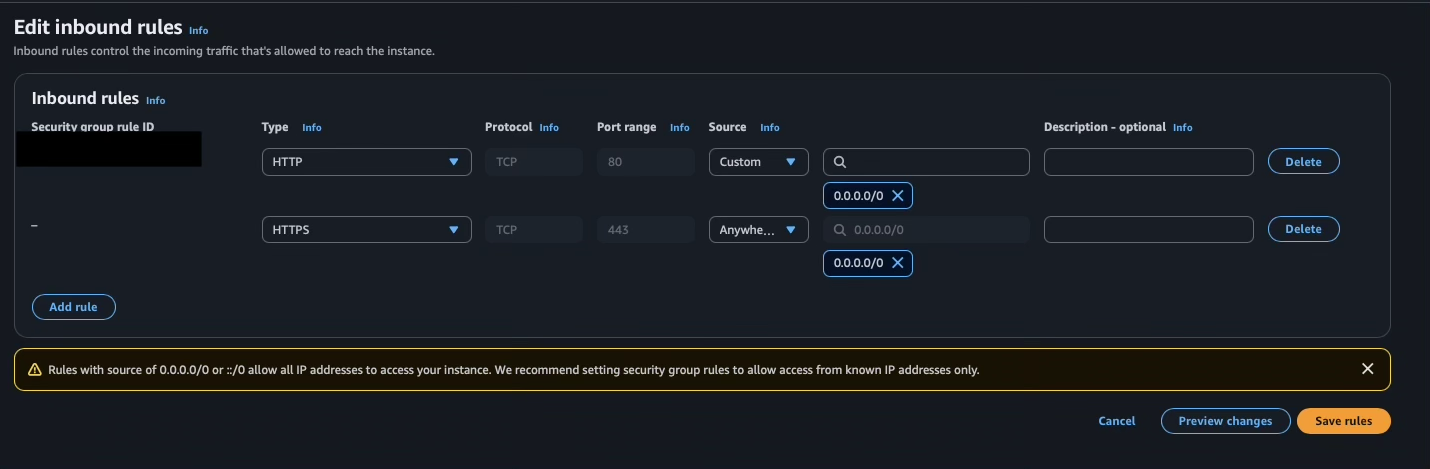 Edit inbound rules Info
Inbound rules control the incoming traffic that's allowed to reach the instance.
Inbound rules Info
Security group rule ID Type Info Protocol Info Port range Info Source Info Description - optional Info
HTTP TCP 80 Custom Delete
0.0.0.0/0
– HTTPS TCP 443 Anywhe... 0.0.0.0/0 Delete
0.0.0.0/0
Add rule
Rules with source of 0.0.0.0/0 or ::/0 allow all IP addresses to access your instance. We recommend setting security group rules to allow access from known IP addresses only.
Cancel Preview changes Save rules